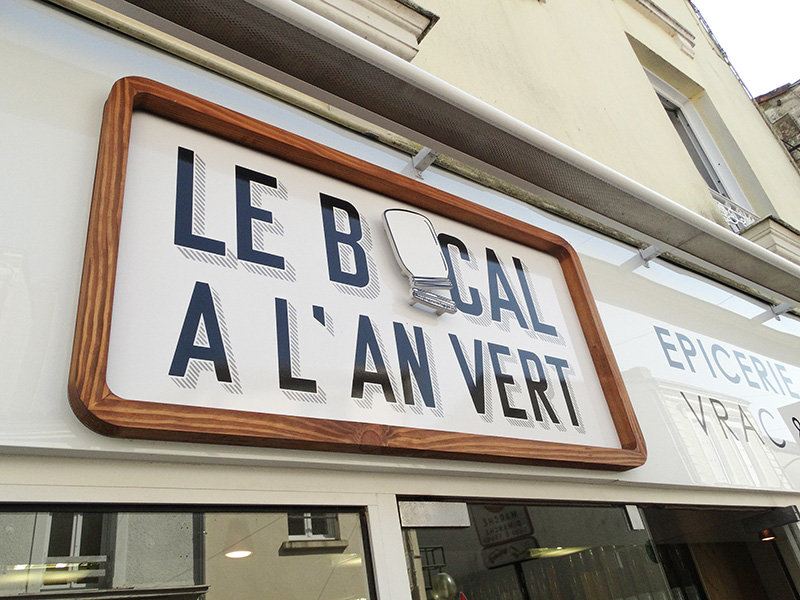 LE BOCAL
A L'AN VERT
EPICERIE
VRAC &